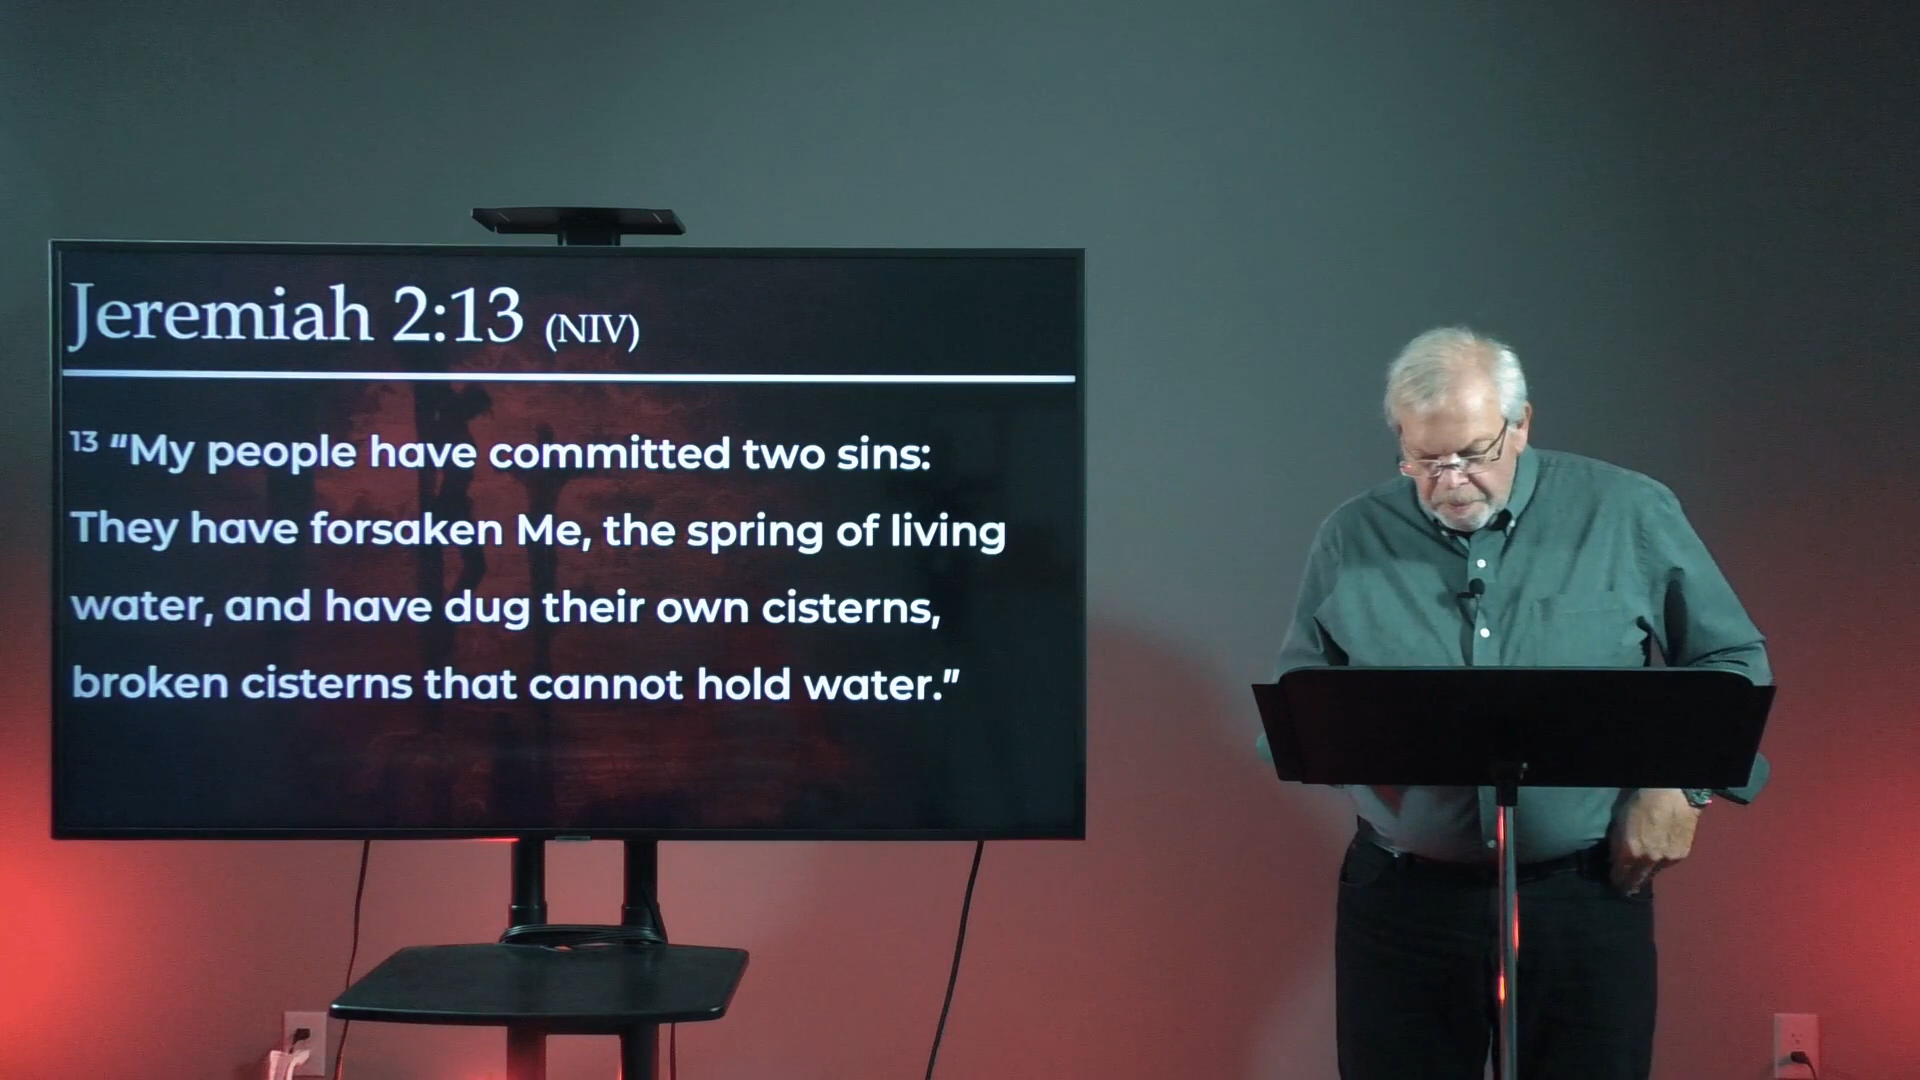 Jeremiah 2:13 (NIV)
13 “My people have committed two sins:
They have forsaken Me, the spring of living
water, and have dug their own cisterns,
broken cisterns that cannot hold water.”